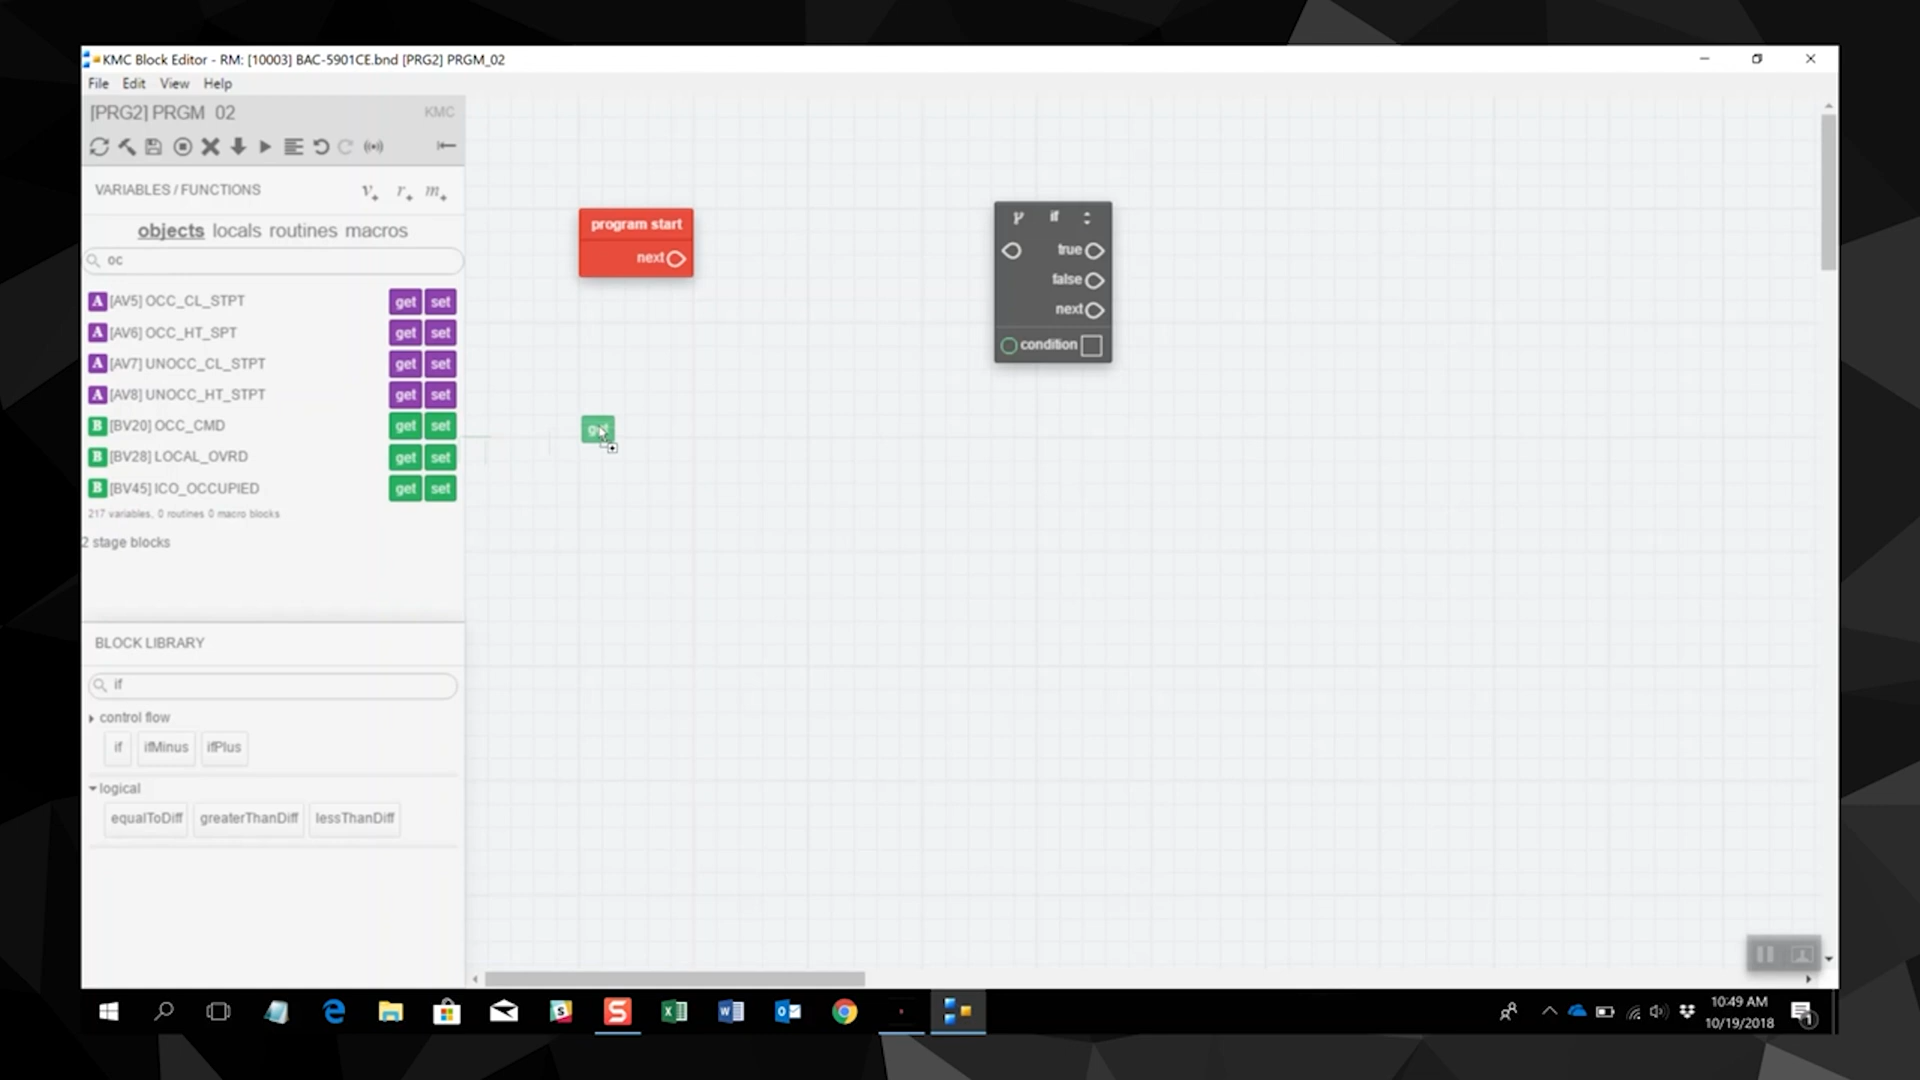 KMC Block Editor - RM: [10003] BAC-5901CE.bnd [PRG2] PRGM_02
File Edit View Help
[PRG2] PRGM 02 KMC
VARIABLES / FUNCTIONS v+ r+ m+
objects locals routines macros
oc
A [AV5] OCC_CL_STPT get set
A [AV6] OCC_HT_SPT get set
A [AV7] UNOCC_CL_STPT get set
A [AV8] UNOCC_HT_STPT get set
B [BV20] OCC_CMD get set
B [BV28] LOCAL_OVRD get set
B [BV45] ICO_OCCUPIED get set
217 variables, 0 routines 0 macro blocks
2 stage blocks
BLOCK LIBRARY
if
control flow
if ifMinus ifPlus
logical
equalToDiff greaterThanDiff lessThanDiff
program start
next
get
if
true
false
next
condition
10:49 AM
10/19/2018
1